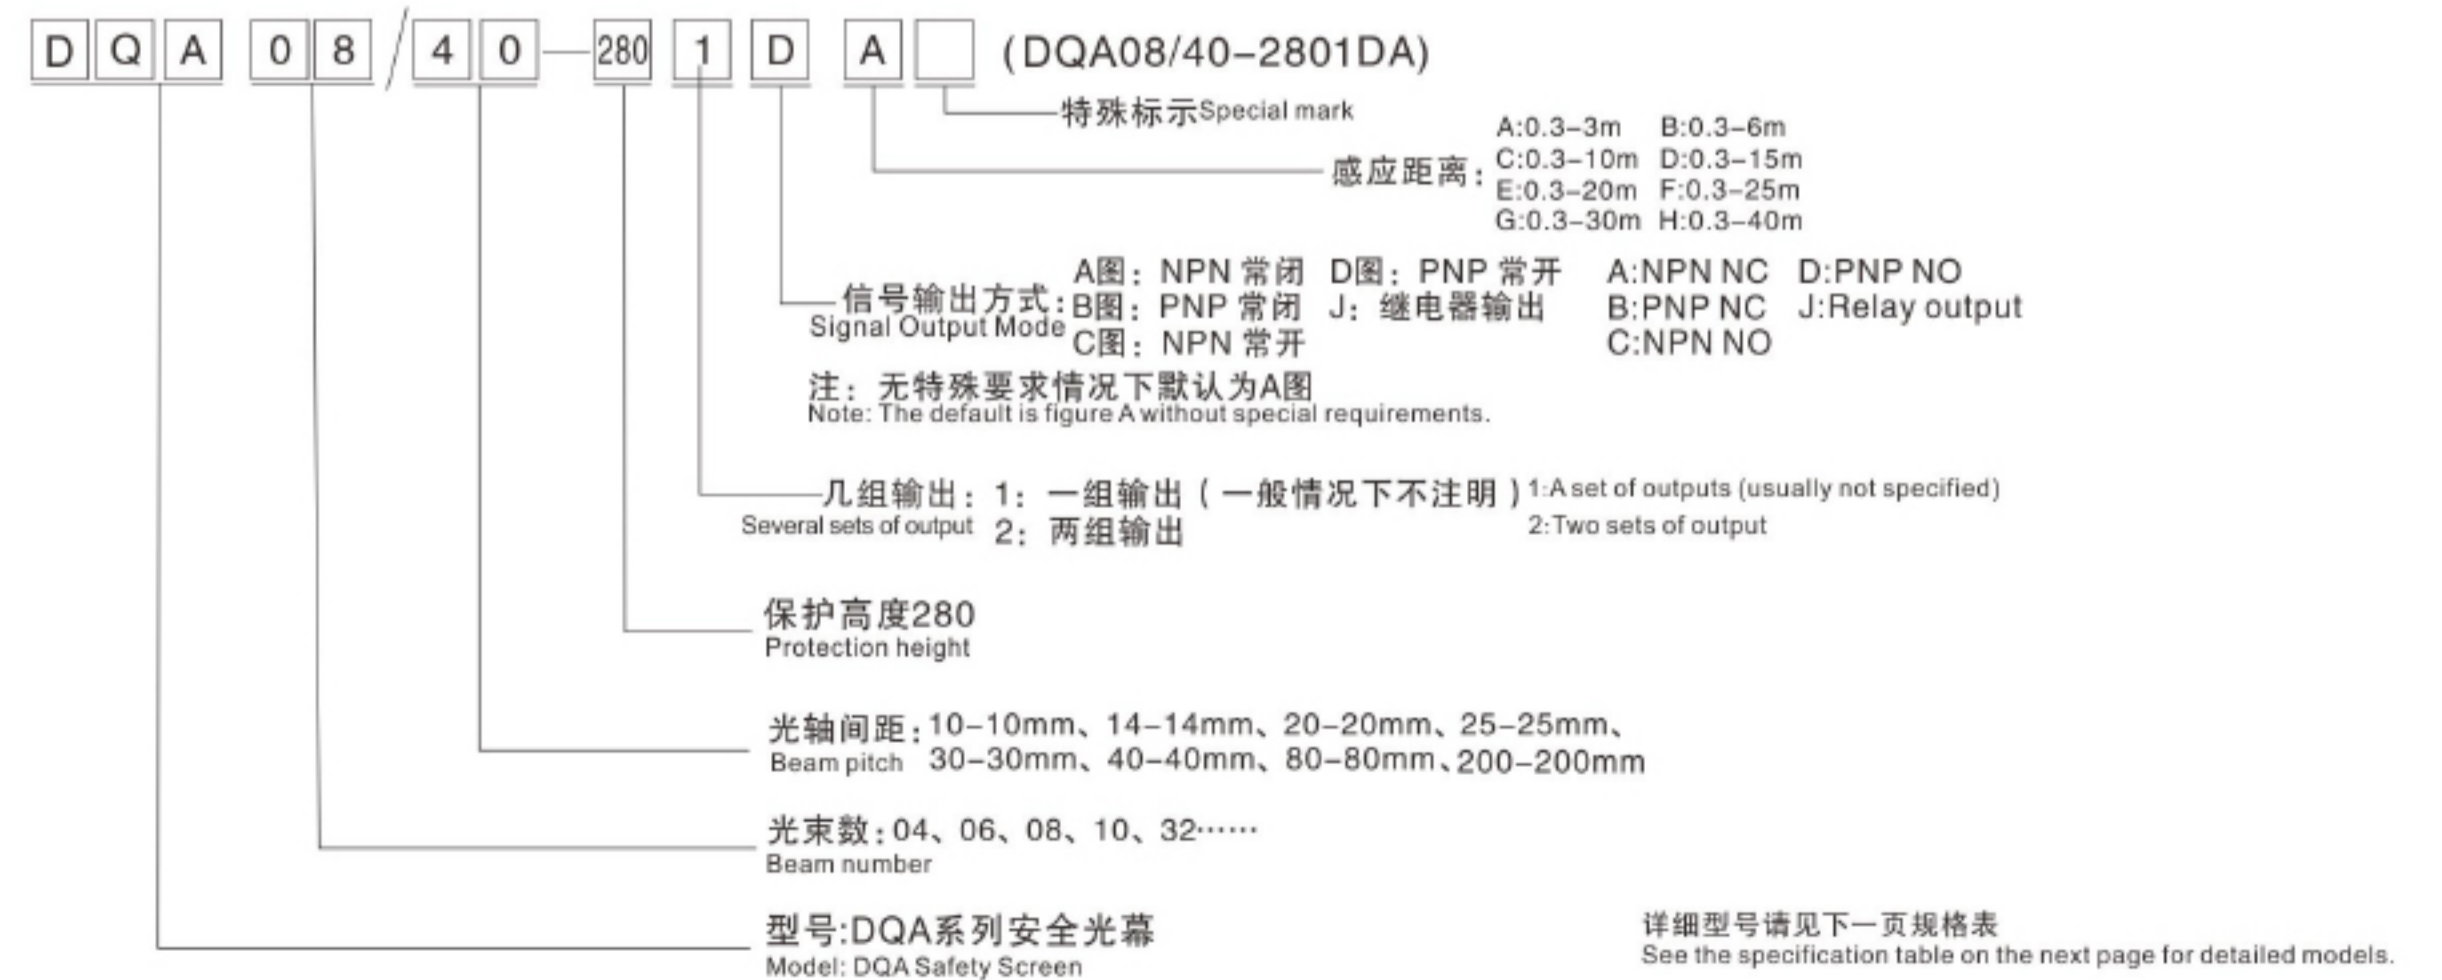 D Q A 0 8 / 4 0 — 280 1 D A (DQA08/40-2801DA)
特殊标示Special mark
感应距离:
A:0.3-3m B:0.3-6m
C:0.3-10m D:0.3-15m
E:0.3-20m F:0.3-25m
G:0.3-30m H:0.3-40m
信号输出方式:
Signal Output Mode
A图：NPN 常闭 D图：PNP 常开 A:NPN NC D:PNP NO
B图：PNP 常闭 J：继电器输出 B:PNP NC J:Relay output
C图：NPN 常开 C:NPN NO
注：无特殊要求情况下默认为A图
Note: The default is figure A without special requirements.
几组输出：1：一组输出（一般情况下不注明）1:A set of outputs (usually not specified)
Several sets of output 2：两组输出 2:Two sets of output
保护高度280
Protection height
光轴间距:10-10mm、14-14mm、20-20mm、25-25mm、
Beam pitch 30-30mm、40-40mm、80-80mm、200-200mm
光束数:04、06、08、10、32……
Beam number
型号:DQA系列安全光幕
Model: DQA Safety Screen
详细型号请见下一页规格表
See the specification table on the next page for detailed models.